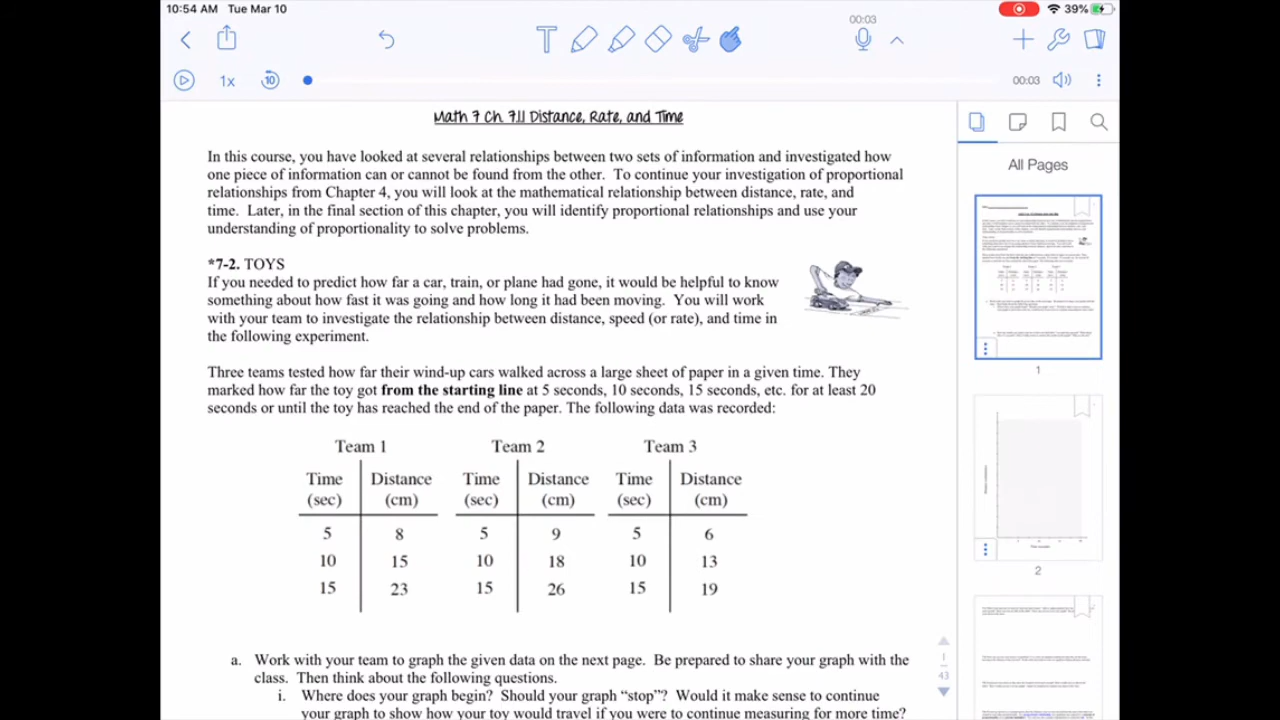 10:54 AM Tue Mar 10
39%
00:03
1x
10
00:03
Math 7 Ch. 7.1.1 Distance, Rate, and Time
In this course, you have looked at several relationships between two sets of information and investigated how
one piece of information can or cannot be found from the other. To continue your investigation of proportional
relationships from Chapter 4, you will look at the mathematical relationship between distance, rate, and
time. Later, in the final section of this chapter, you will identify proportional relationships and use your
understanding of proportionality to solve problems.
*7-2. TOYS
If you needed to predict how far a car, train, or plane had gone, it would be helpful to know
something about how fast it was going and how long it had been moving. You will work
with your team to investigate the relationship between distance, speed (or rate), and time in
the following experiment.
Three teams tested how far their wind-up cars walked across a large sheet of paper in a given time. They
marked how far the toy got from the starting line at 5 seconds, 10 seconds, 15 seconds, etc. for at least 20
seconds or until the toy has reached the end of the paper. The following data was recorded:
Team 1 Team 2 Team 3
Time Distance Time Distance Time Distance
(sec) (cm) (sec) (cm) (sec) (cm)
5 8 5 9 5 6
10 15 10 18 10 13
15 23 15 26 15 19
a. Work with your team to graph the given data on the next page. Be prepared to share your graph with the
class. Then think about the following questions.
i. Where does your graph begin? Should your graph “stop”? Would it make sense to continue
your graph to show how your toy would travel if you were to continue measuring for more time?
1
43
All Pages
1
2